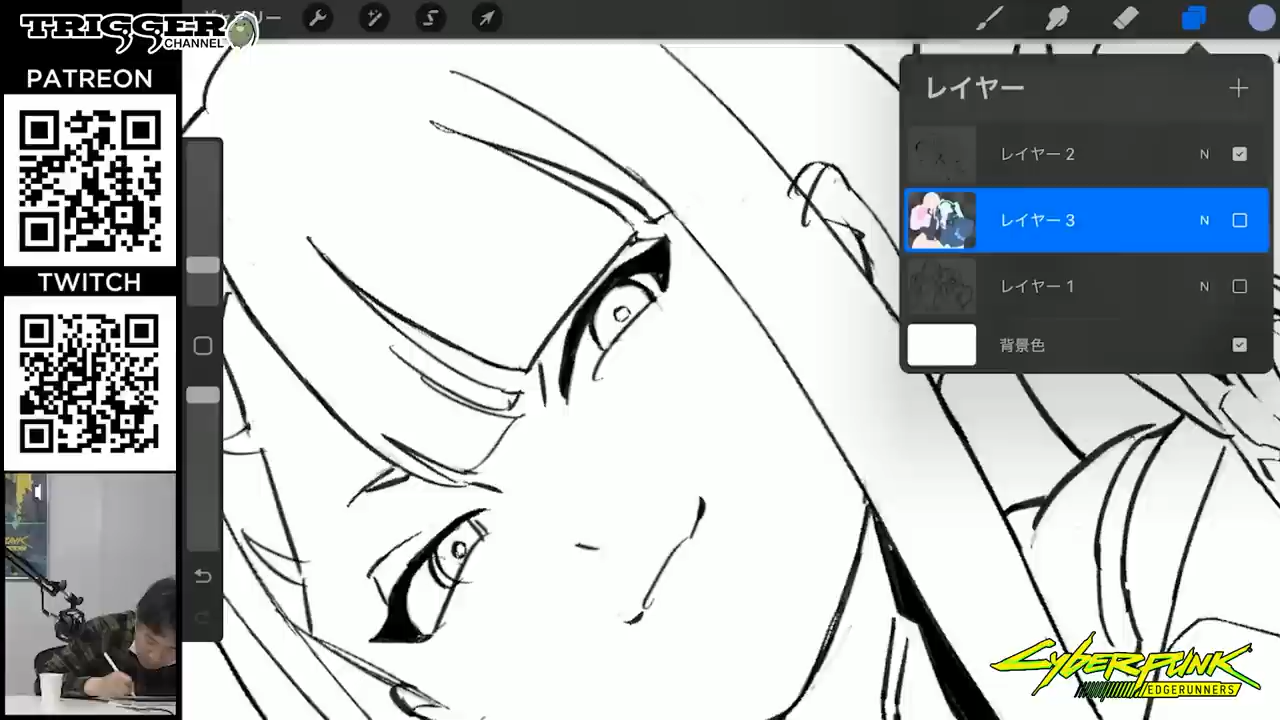 TRIGGER
CHANNEL
PATREON
TWITCH
レイヤー
レイヤー 2
N
レイヤー 3
N
レイヤー 1
N
背景色
CYBERPUNK
EDGERUNNERS